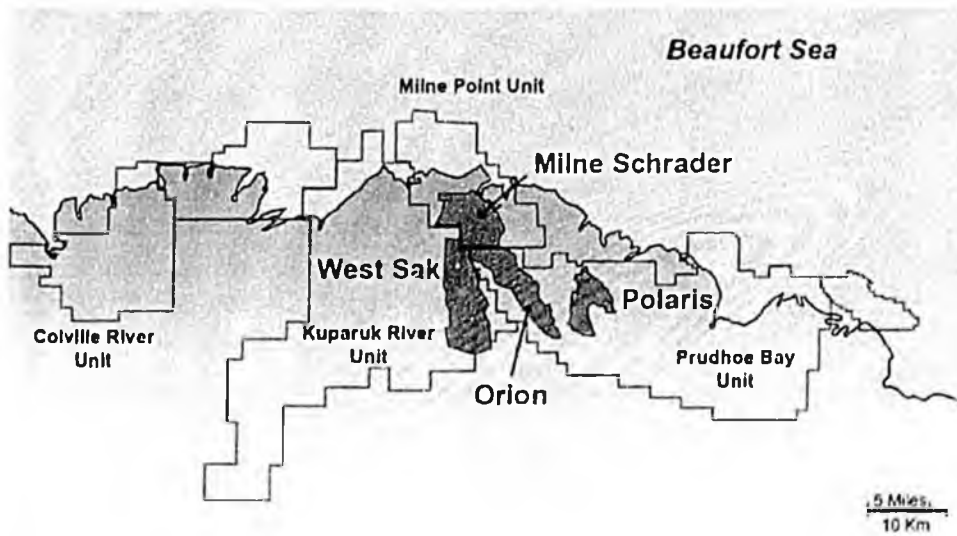 Beaufort Sea
Milne Point Unit
Milne Schrader
West Sak
Polaris
Colville River
Unit
Kuparuk River
Unit
Prudhoe Bay
Unit
Orion
5 Miles
10 Km